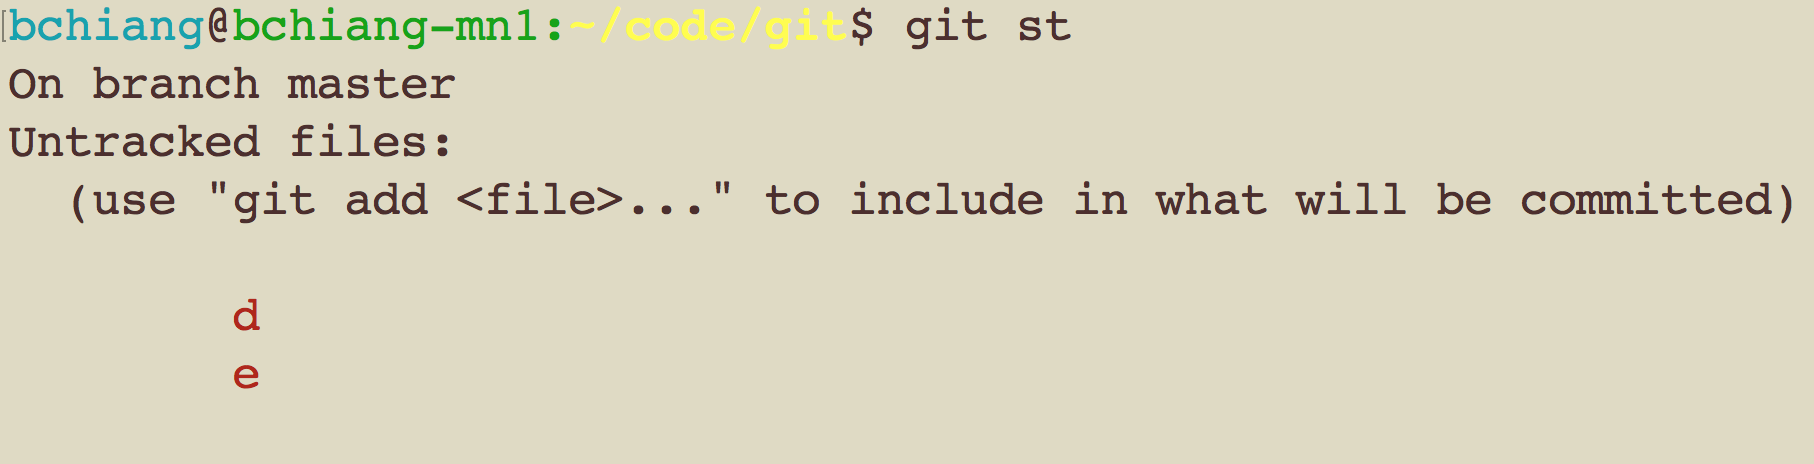 bchiang@bchiang-mn1:~/code/git$ git st
On branch master
Untracked files:
  (use "git add <file>..." to include in what will be committed)

        d
        e